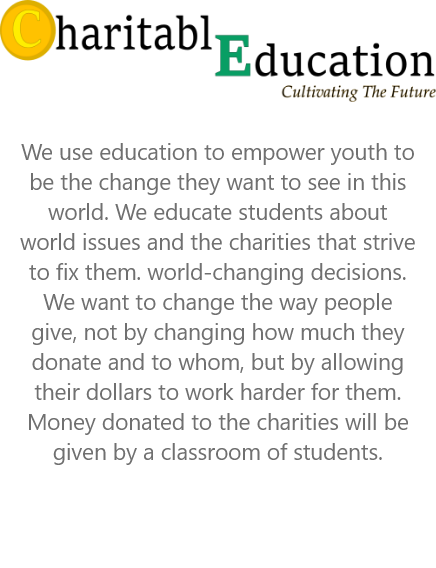 Charitabl
Education
Cultivating The Future
We use education to empower youth to
be the change they want to see in this
world. We educate students about
world issues and the charities that strive
to fix them. world-changing decisions.
We want to change the way people
give, not by changing how much they
donate and to whom, but by allowing
their dollars to work harder for them.
Money donated to the charities will be
given by a classroom of students.